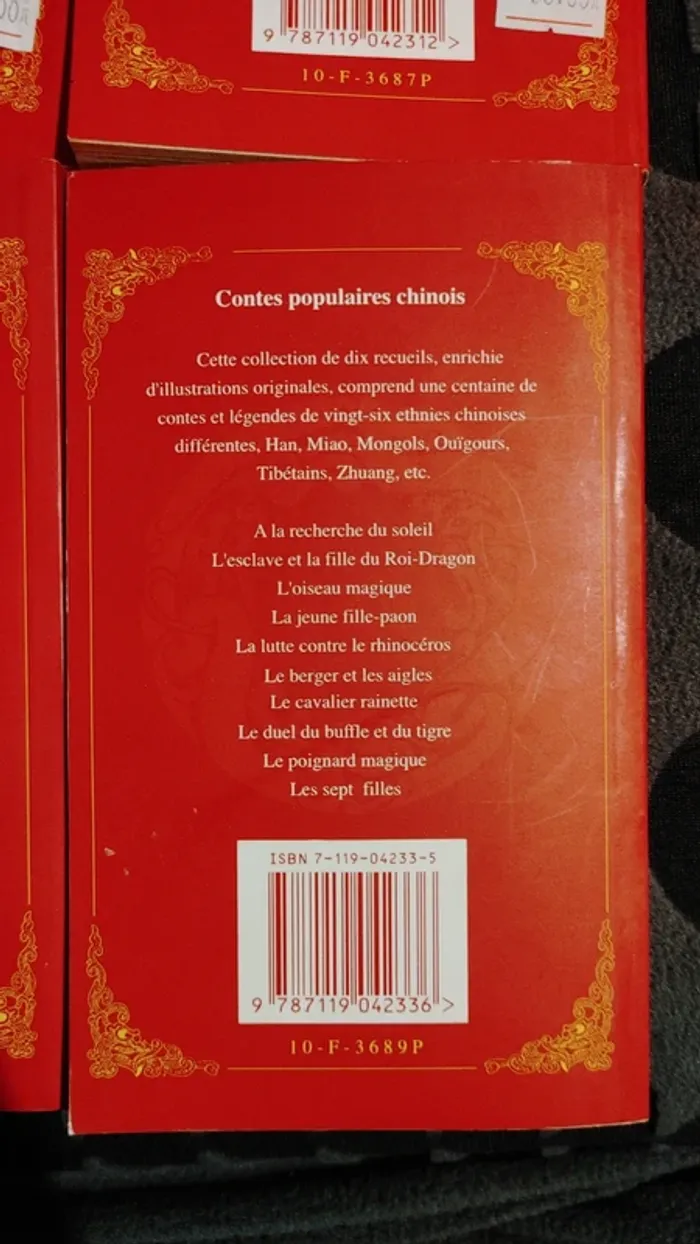 9 787119 042312 >
10-F-3687P
Contes populaires chinois
Cette collection de dix recueils, enrichie
d'illustrations originales, comprend une centaine de
contes et légendes de vingt-six ethnies chinoises
différentes, Han, Miao, Mongols, Ouïgours,
Tibétains, Zhuang, etc.
A la recherche du soleil
L'esclave et la fille du Roi-Dragon
L'oiseau magique
La jeune fille-paon
La lutte contre le rhinocéros
Le berger et les aigles
Le cavalier rainette
Le duel du buffle et du tigre
Le poignard magique
Les sept filles
ISBN 7-119-04233-5
9 787119 042336 >
10-F-3689P